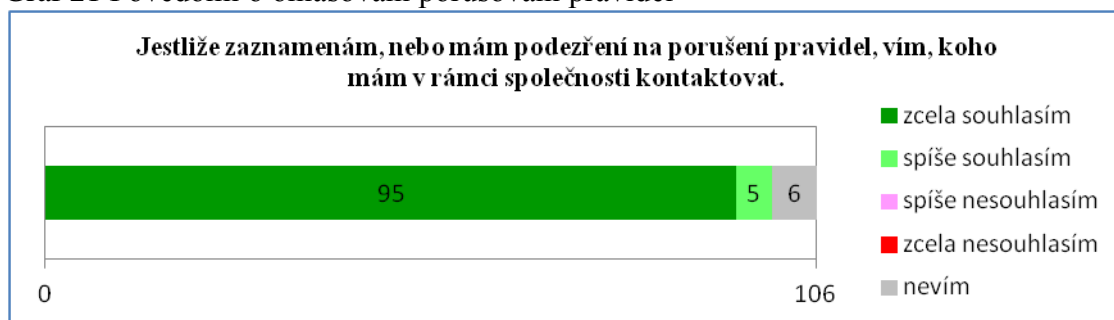 Jestliže zaznamenám, nebo mám podezření na porušení pravidel, vím, koho
mám v rámci společnosti kontaktovat.
zcela souhlasím
spíše souhlasím
spíše nesouhlasím
zcela nesouhlasím
nevím
95 5 6
0 106